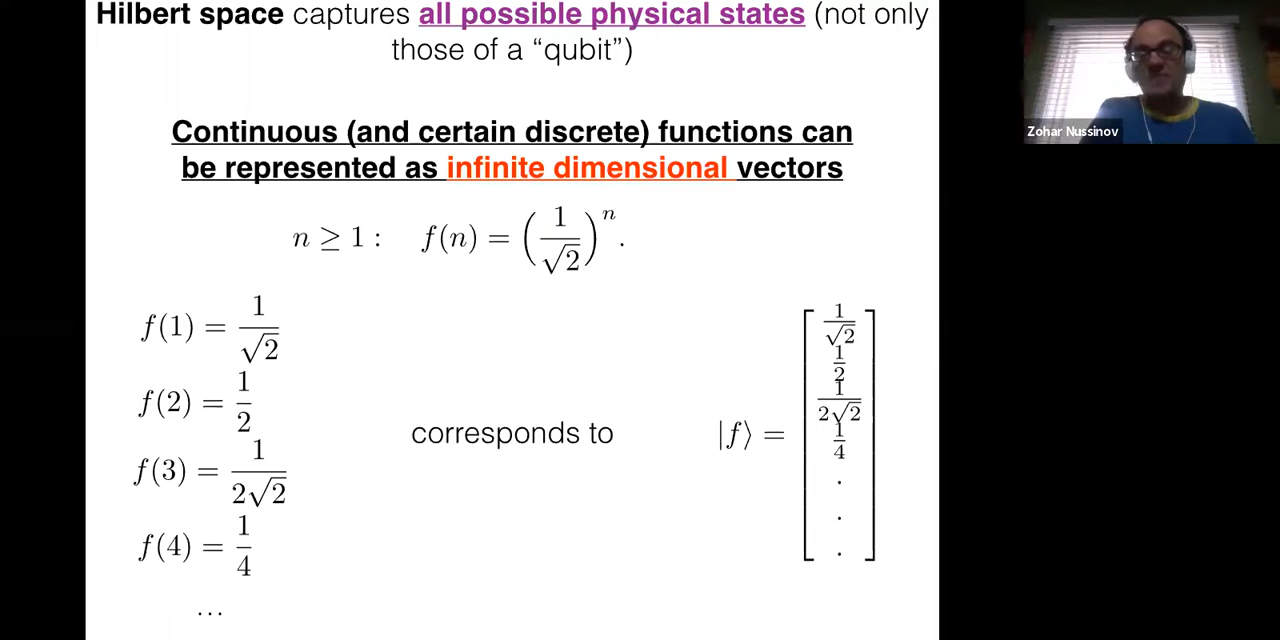 Hilbert space captures all possible physical states (not only
those of a “qubit”)
Zohar Nussinov
Continuous (and certain discrete) functions can
be represented as infinite dimensional vectors
n ≥ 1 : f(n) = (1/√2)^n.
f(1) = 1/√2
f(2) = 1/2
f(3) = 1/(2√2)
f(4) = 1/4
...
corresponds to
|f⟩ = [1/√2 1/2 1/(2√2) 1/4 . . .]